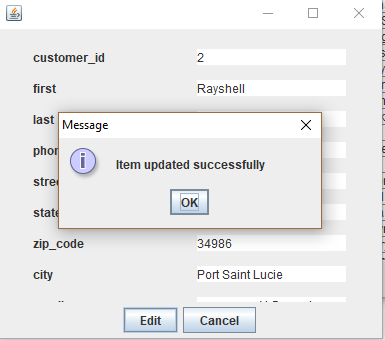 customer_id 2
first Rayshell
last
Message
Item updated successfully
OK
zip_code 34986
city Port Saint Lucie
Edit Cancel